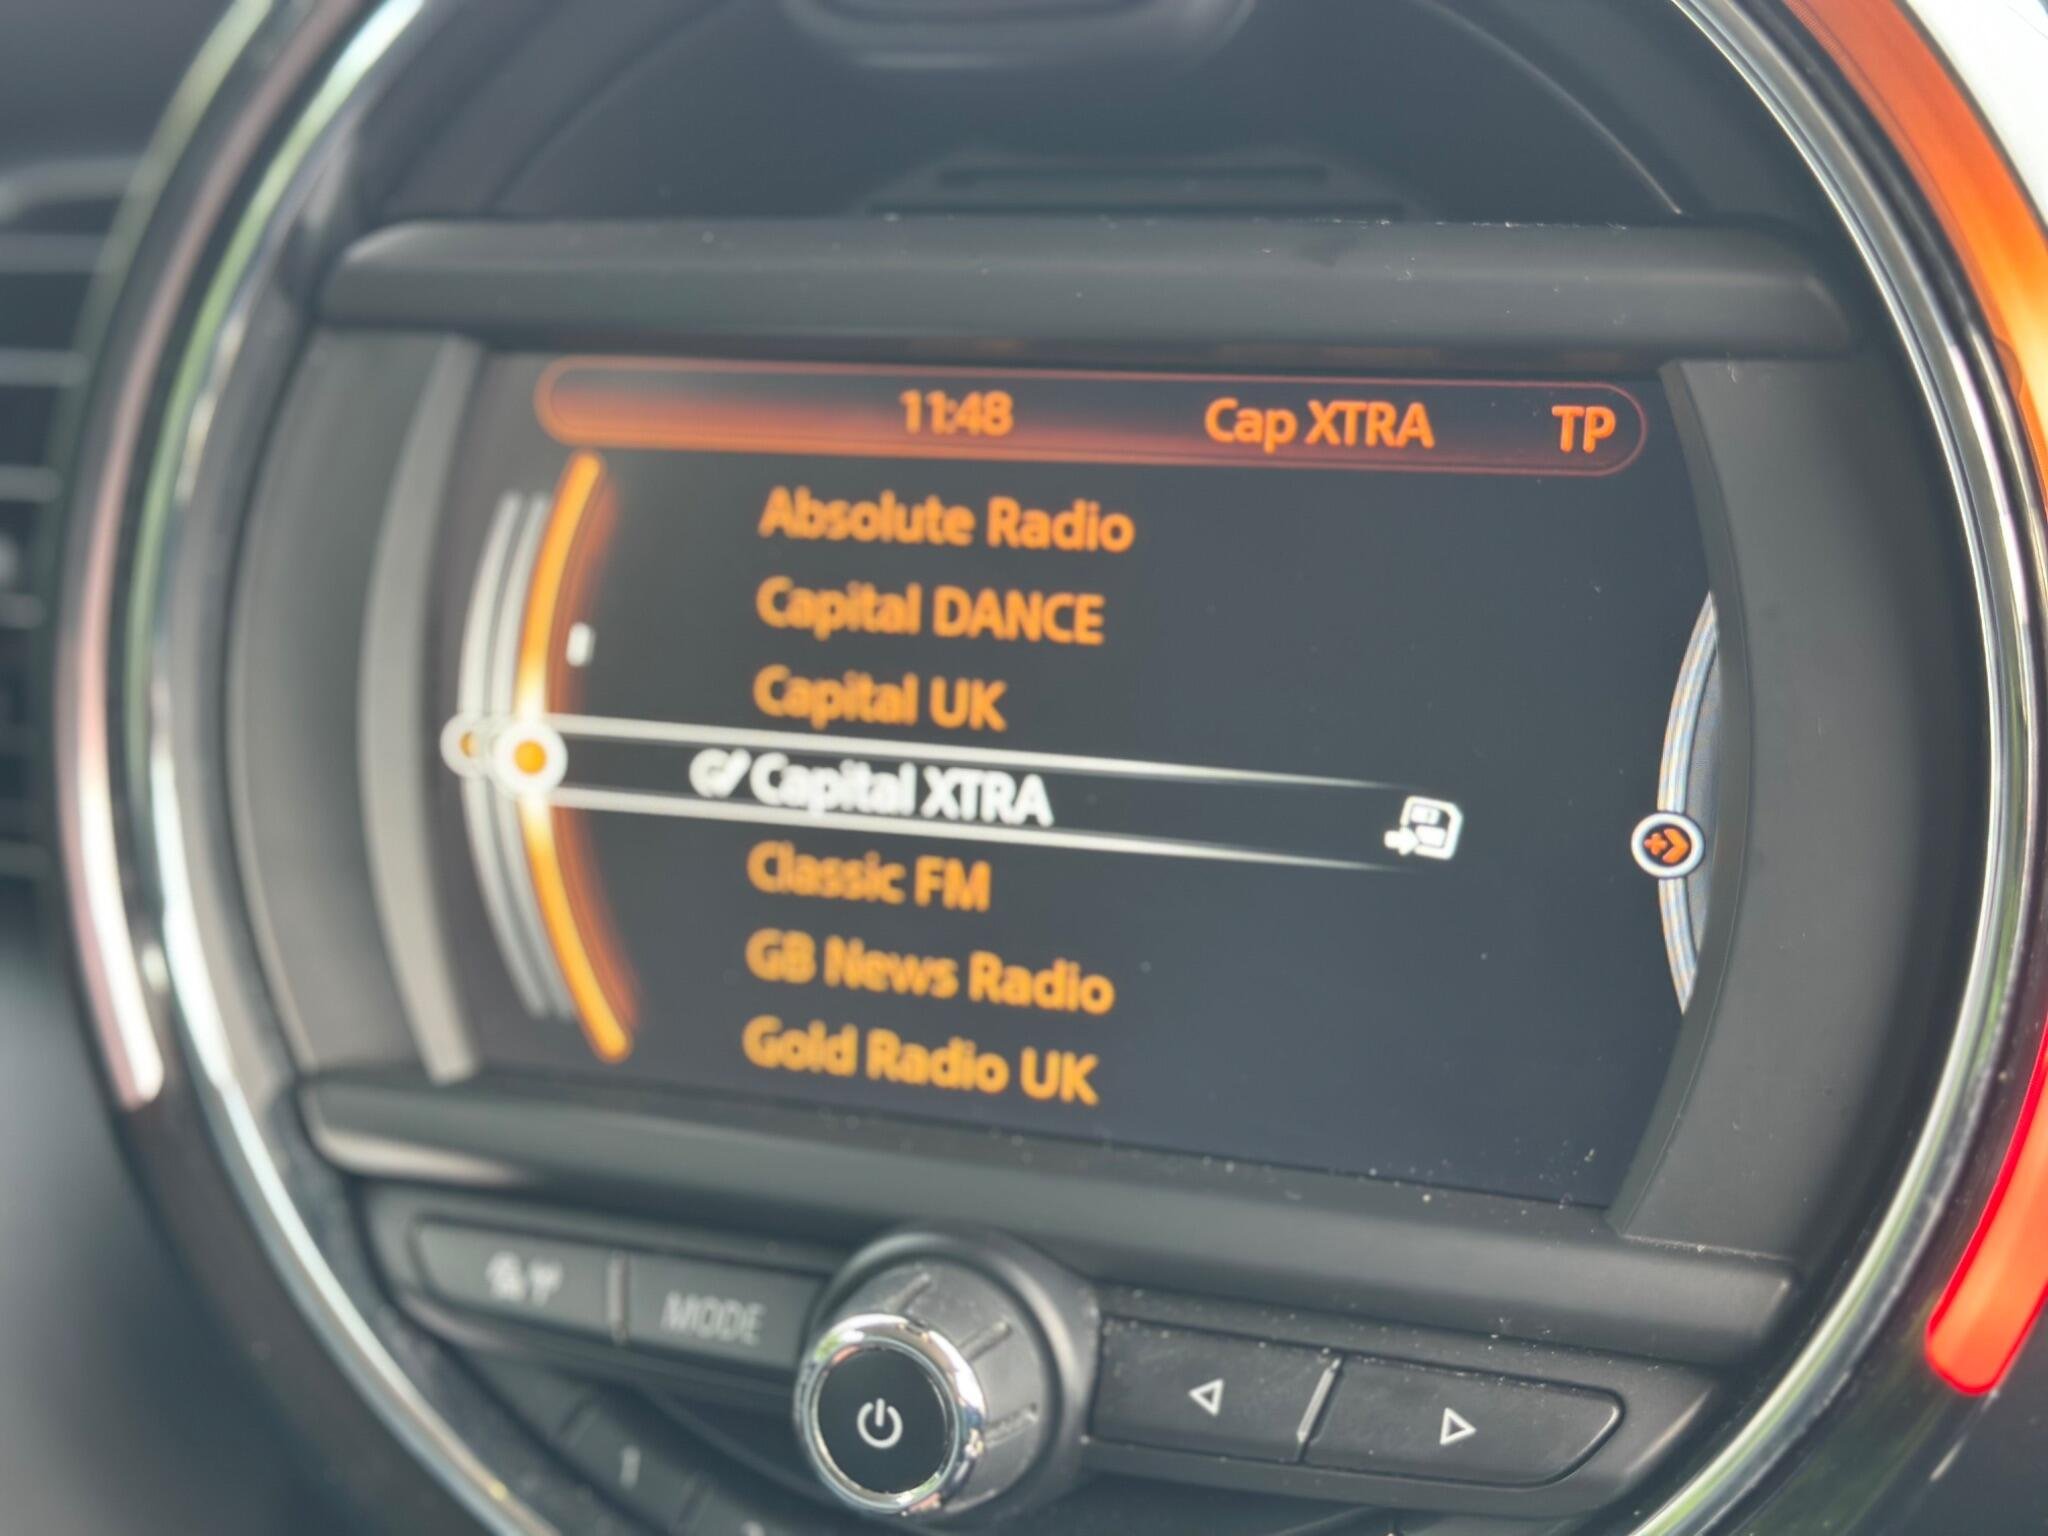 11:48 Cap XTRA TP
Absolute Radio
Capital DANCE
Capital UK
Capital XTRA
Classic FM
GB News Radio
Gold Radio UK
MODE
1